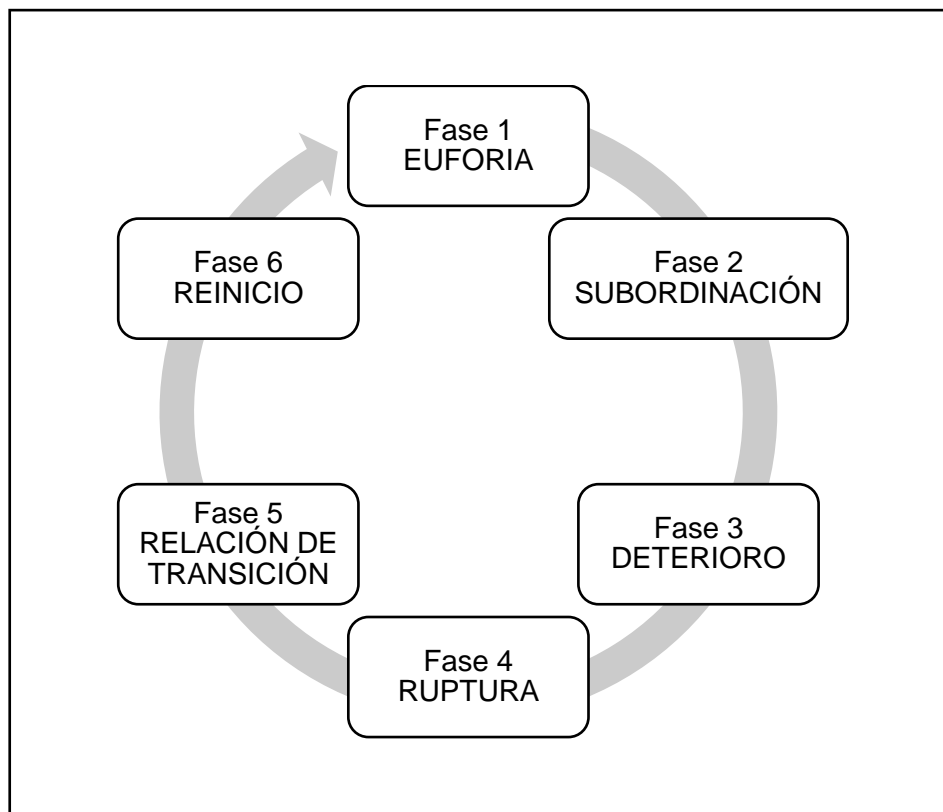 Fase 1
EUFORIA
Fase 2
SUBORDINACIÓN
Fase 3
DETERIORO
Fase 4
RUPTURA
Fase 5
RELACIÓN DE
TRANSICIÓN
Fase 6
REINICIO